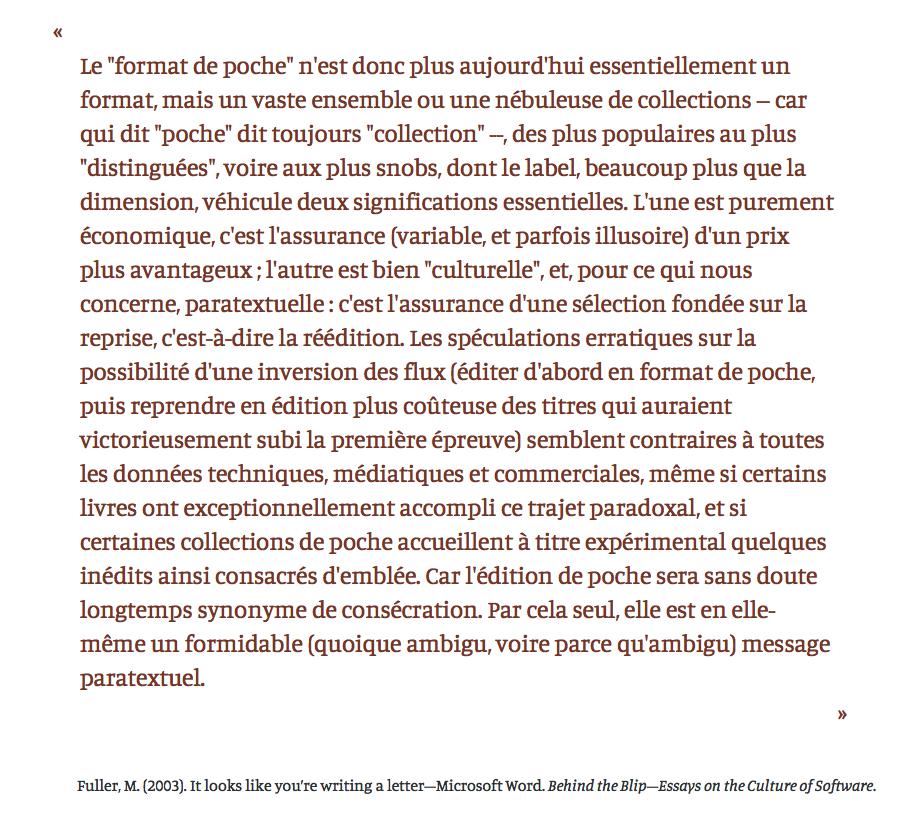 «
Le "format de poche" n'est donc plus aujourd'hui essentiellement un
format, mais un vaste ensemble ou une nébuleuse de collections — car
qui dit "poche" dit toujours "collection" —, des plus populaires au plus
"distinguées", voire aux plus snobs, dont le label, beaucoup plus que la
dimension, véhicule deux significations essentielles. L'une est purement
économique, c'est l'assurance (variable, et parfois illusoire) d'un prix
plus avantageux ; l'autre est bien "culturelle", et, pour ce qui nous
concerne, paratextuelle : c'est l'assurance d'une sélection fondée sur la
reprise, c'est-à-dire la réédition. Les spéculations erratiques sur la
possibilité d'une inversion des flux (éditer d'abord en format de poche,
puis reprendre en édition plus coûteuse des titres qui auraient
victorieusement subi la première épreuve) semblent contraires à toutes
les données techniques, médiatiques et commerciales, même si certains
livres ont exceptionnellement accompli ce trajet paradoxal, et si
certaines collections de poche accueillent à titre expérimental quelques
inédits ainsi consacrés d'emblée. Car l'édition de poche sera sans doute
longtemps synonyme de consécration. Par cela seul, elle est en elle-
même un formidable (quoique ambigu, voire parce qu'ambigu) message
paratextuel.
»
Fuller, M. (2003). It looks like you’re writing a letter—Microsoft Word. Behind the Blip—Essays on the Culture of Software.